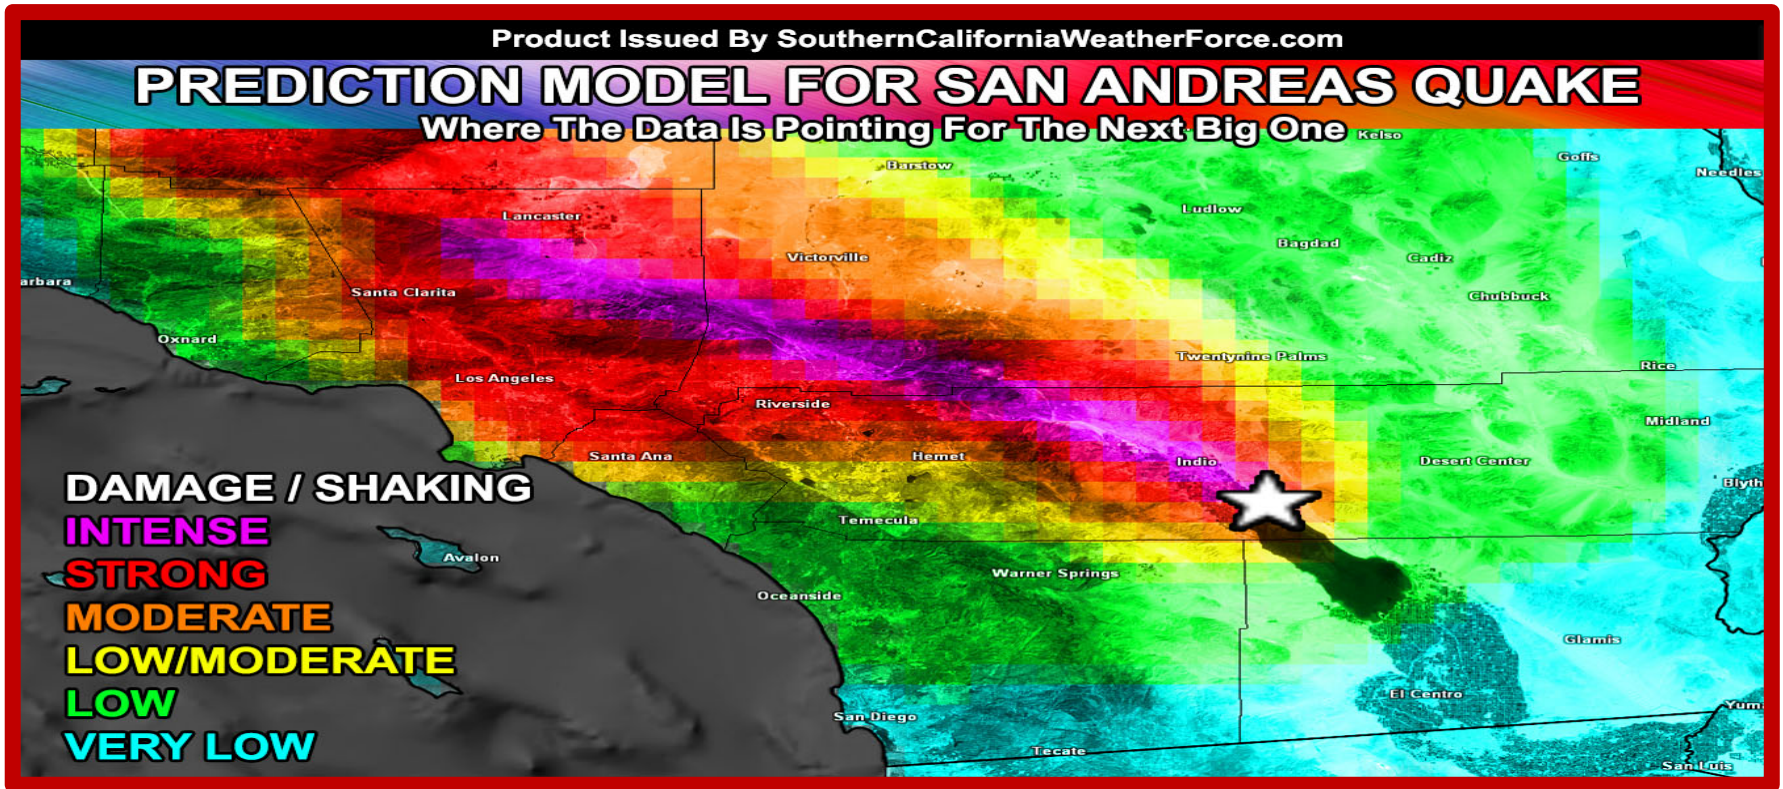 Product Issued By SouthernCaliforniaWeatherForce.com
PREDICTION MODEL FOR SAN ANDREAS QUAKE
Where The Data Is Pointing For The Next Big One
Kelso
Barstow
Goffs
Needles
Lancaster
Ludlow
Bagdad
Victorville
Cadiz
arbara
Santa Clarita
Chubbuck
Oxnard
Twentynine Palms
Rice
Los Angeles
Riverside
Midland
Santa Ana
Hemet
Indio
Desert Center
Blyth
DAMAGE / SHAKING
INTENSE
STRONG
MODERATE
LOW/MODERATE
LOW
VERY LOW
Temecula
Avalon
Warner Springs
Oceanside
Glamis
El Centro
Yum
San Diego
Tecate
San Luis